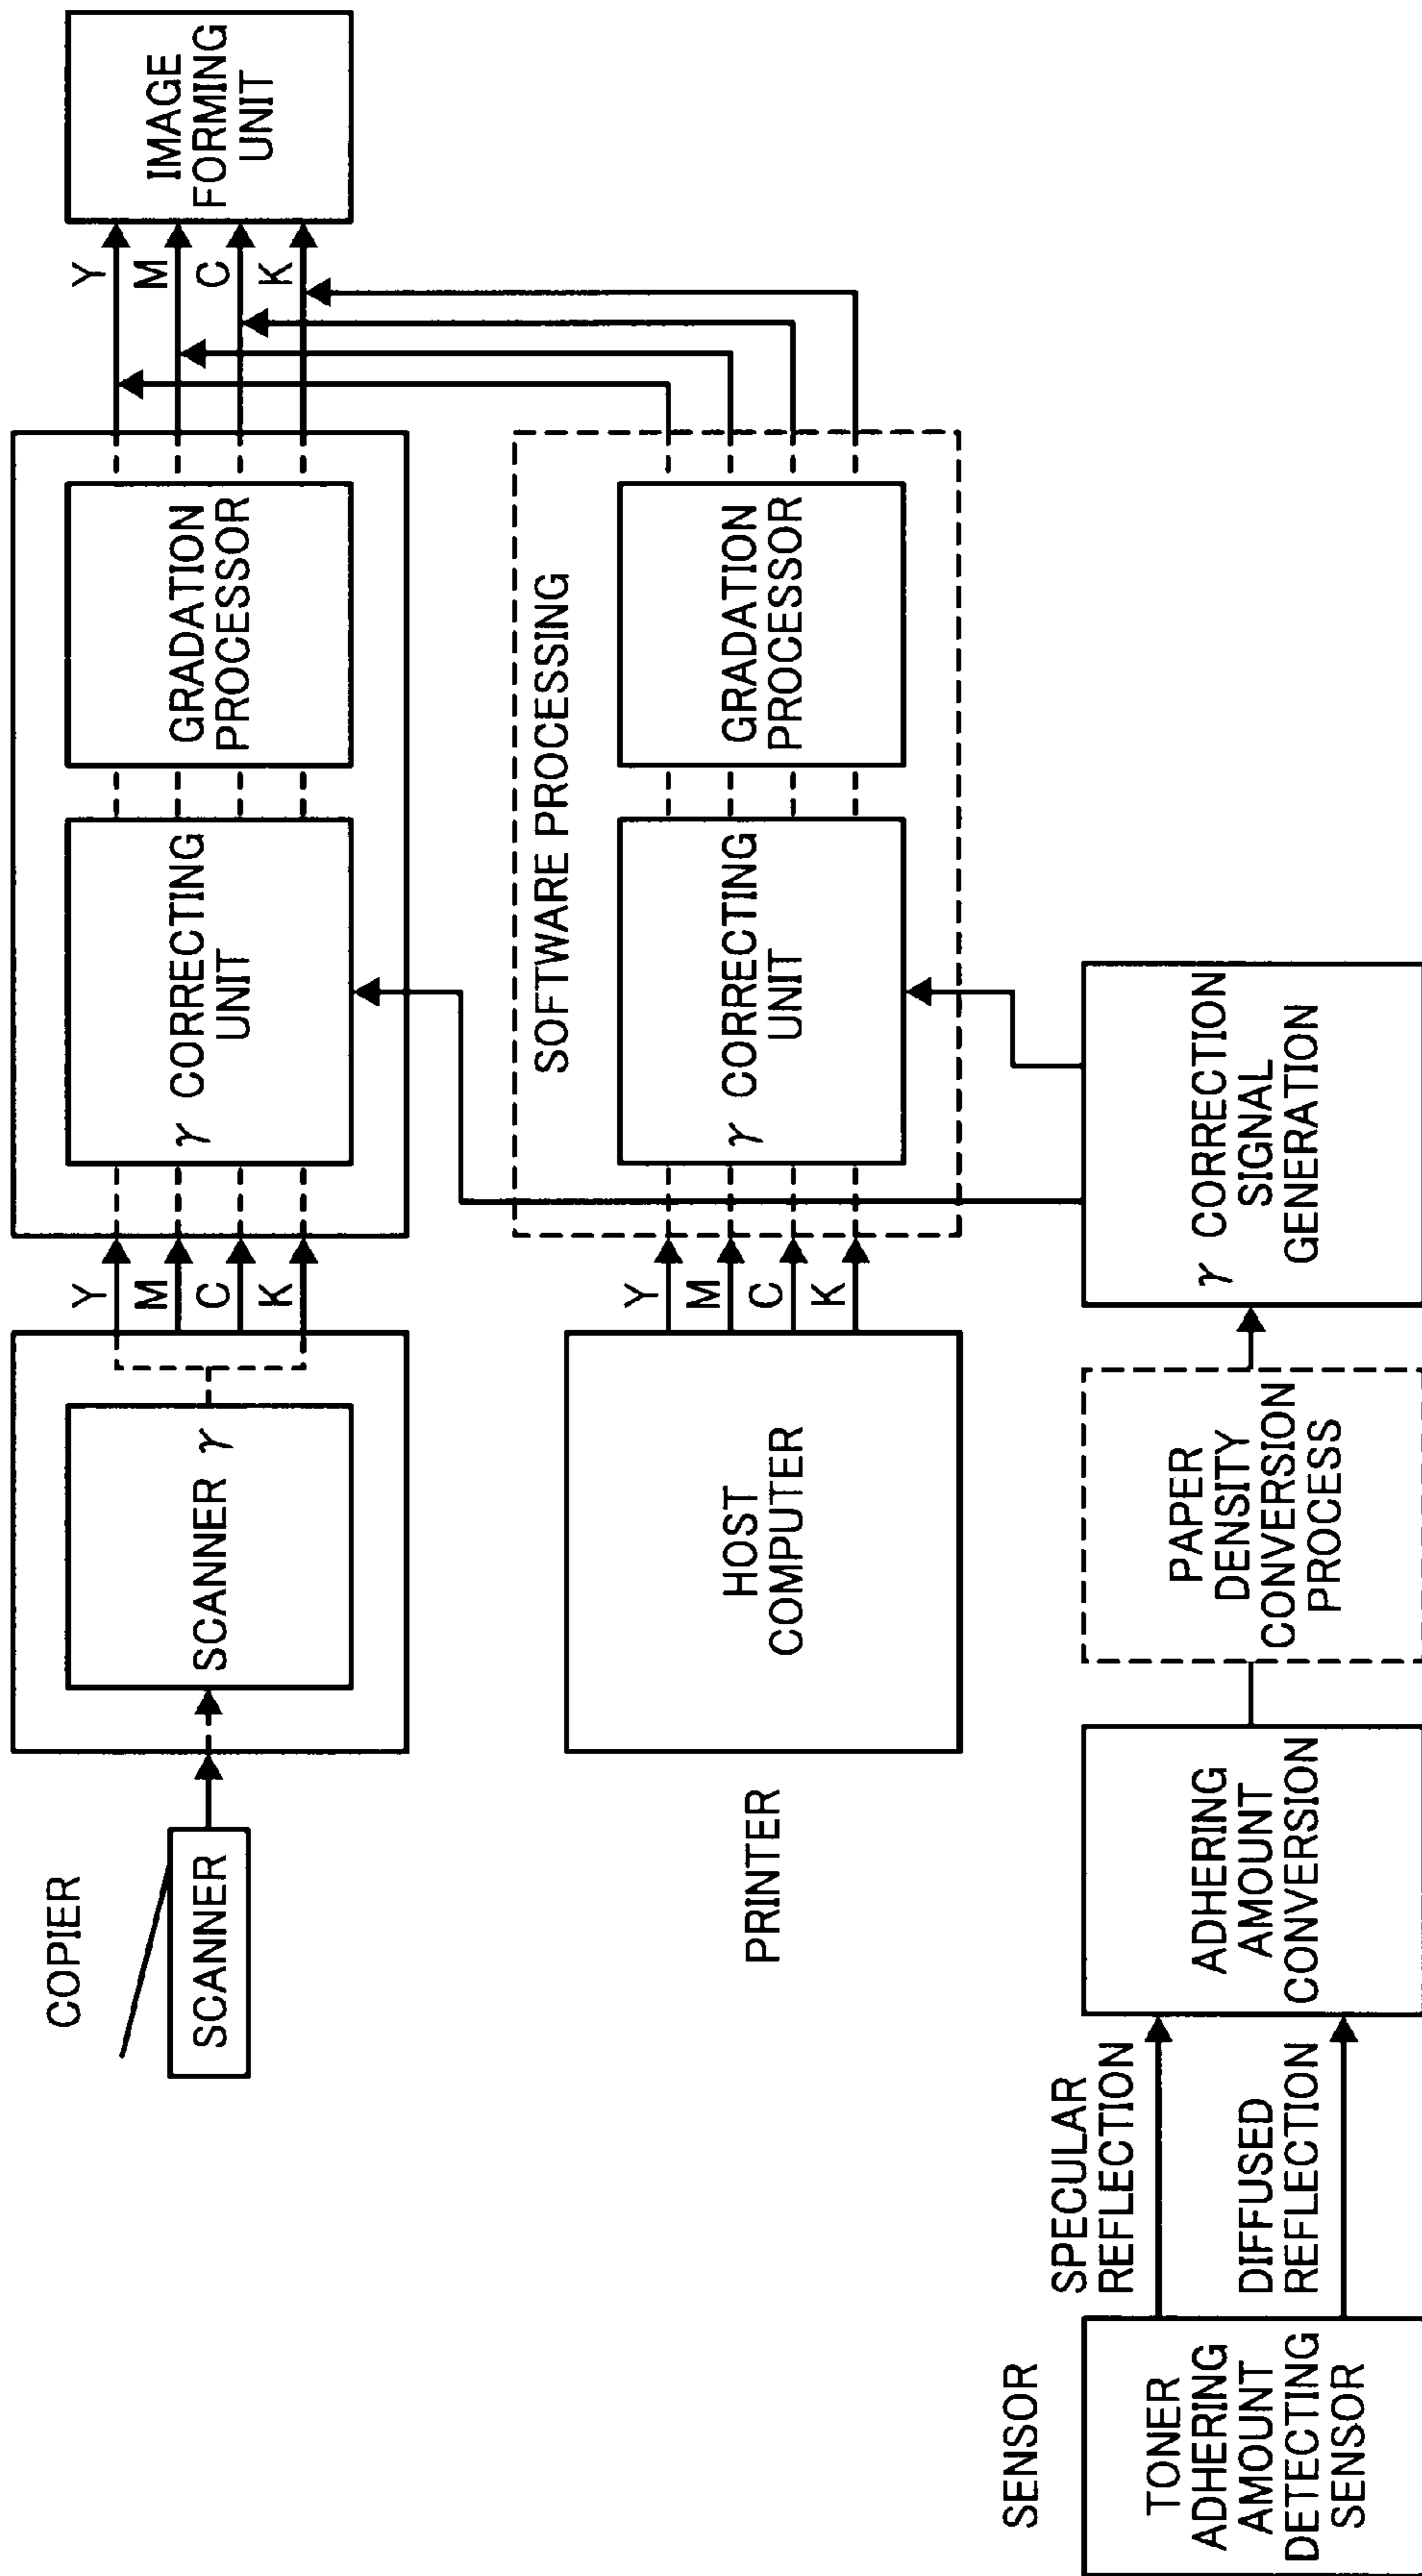 COPIER
SCANNER
SCANNER γ
Y
M
C
K
γ CORRECTING
UNIT
GRADATION
PROCESSOR
Y
M
C
K
IMAGE
FORMING
UNIT
PRINTER
HOST
COMPUTER
Y
M
C
K
SOFTWARE PROCESSING
γ CORRECTING
UNIT
GRADATION
PROCESSOR
SENSOR
TONER
ADHERING
AMOUNT
DETECTING
SENSOR
SPECULAR
REFLECTION
DIFFUSED
REFLECTION
ADHERING
AMOUNT
CONVERSION
PAPER
DENSITY
CONVERSION
PROCESS
γ CORRECTION
SIGNAL
GENERATION